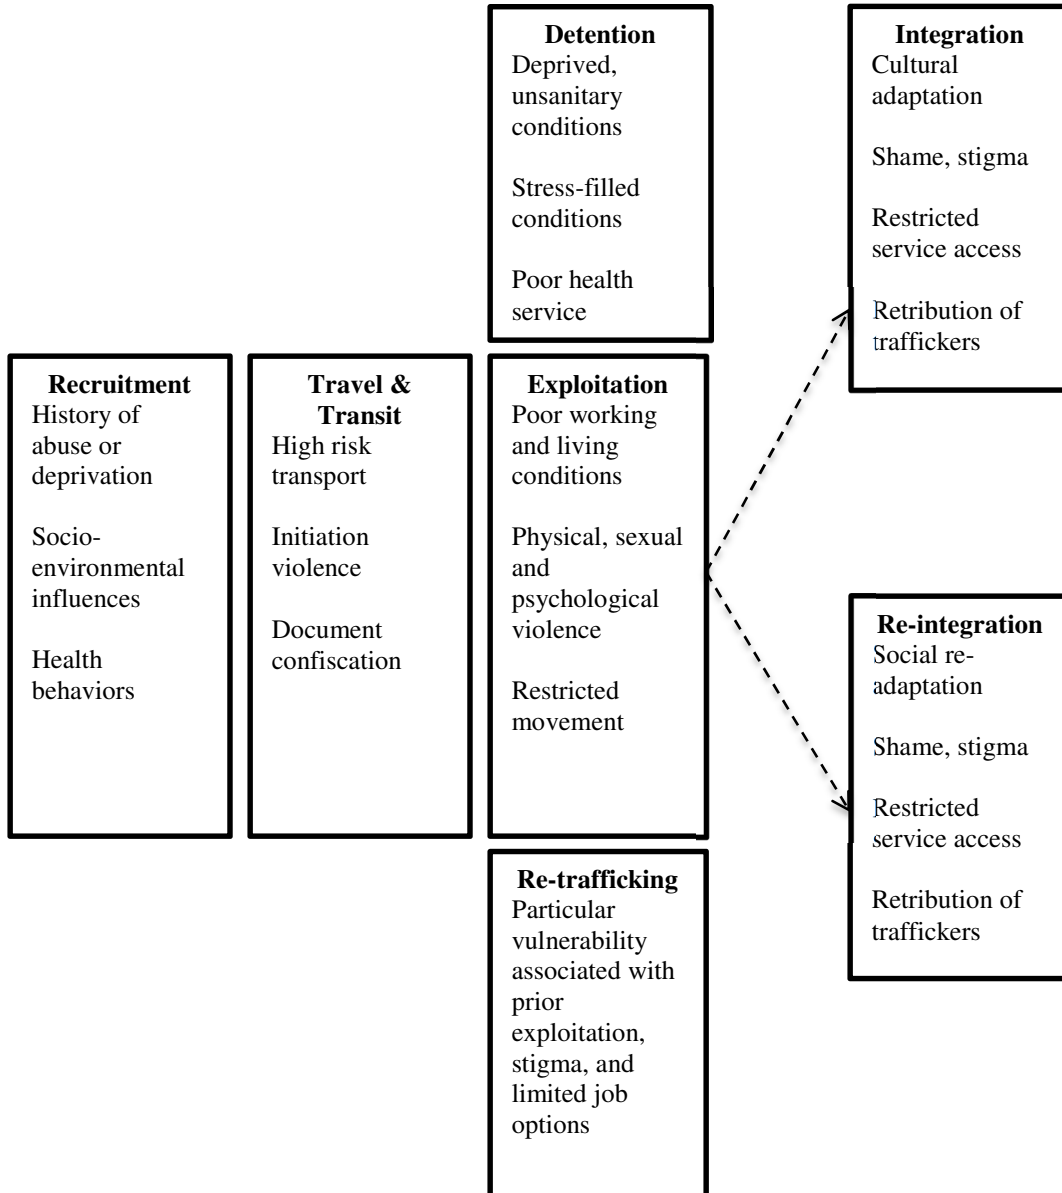 Detention
Deprived,
unsanitary
conditions
Stress-filled
conditions
Poor health
service
Integration
Cultural
adaptation
Shame, stigma
Restricted
service access
Retribution of
traffickers
Recruitment
History of
abuse or
deprivation
Socio-
environmental
influences
Health
behaviors
Travel &
Transit
High risk
transport
Initiation
violence
Document
confiscation
Exploitation
Poor working
and living
conditions
Physical, sexual
and
psychological
violence
Restricted
movement
Re-integration
Social re-
adaptation
Shame, stigma
Restricted
service access
Retribution of
traffickers
Re-trafficking
Particular
vulnerability
associated with
prior
exploitation,
stigma, and
limited job
options